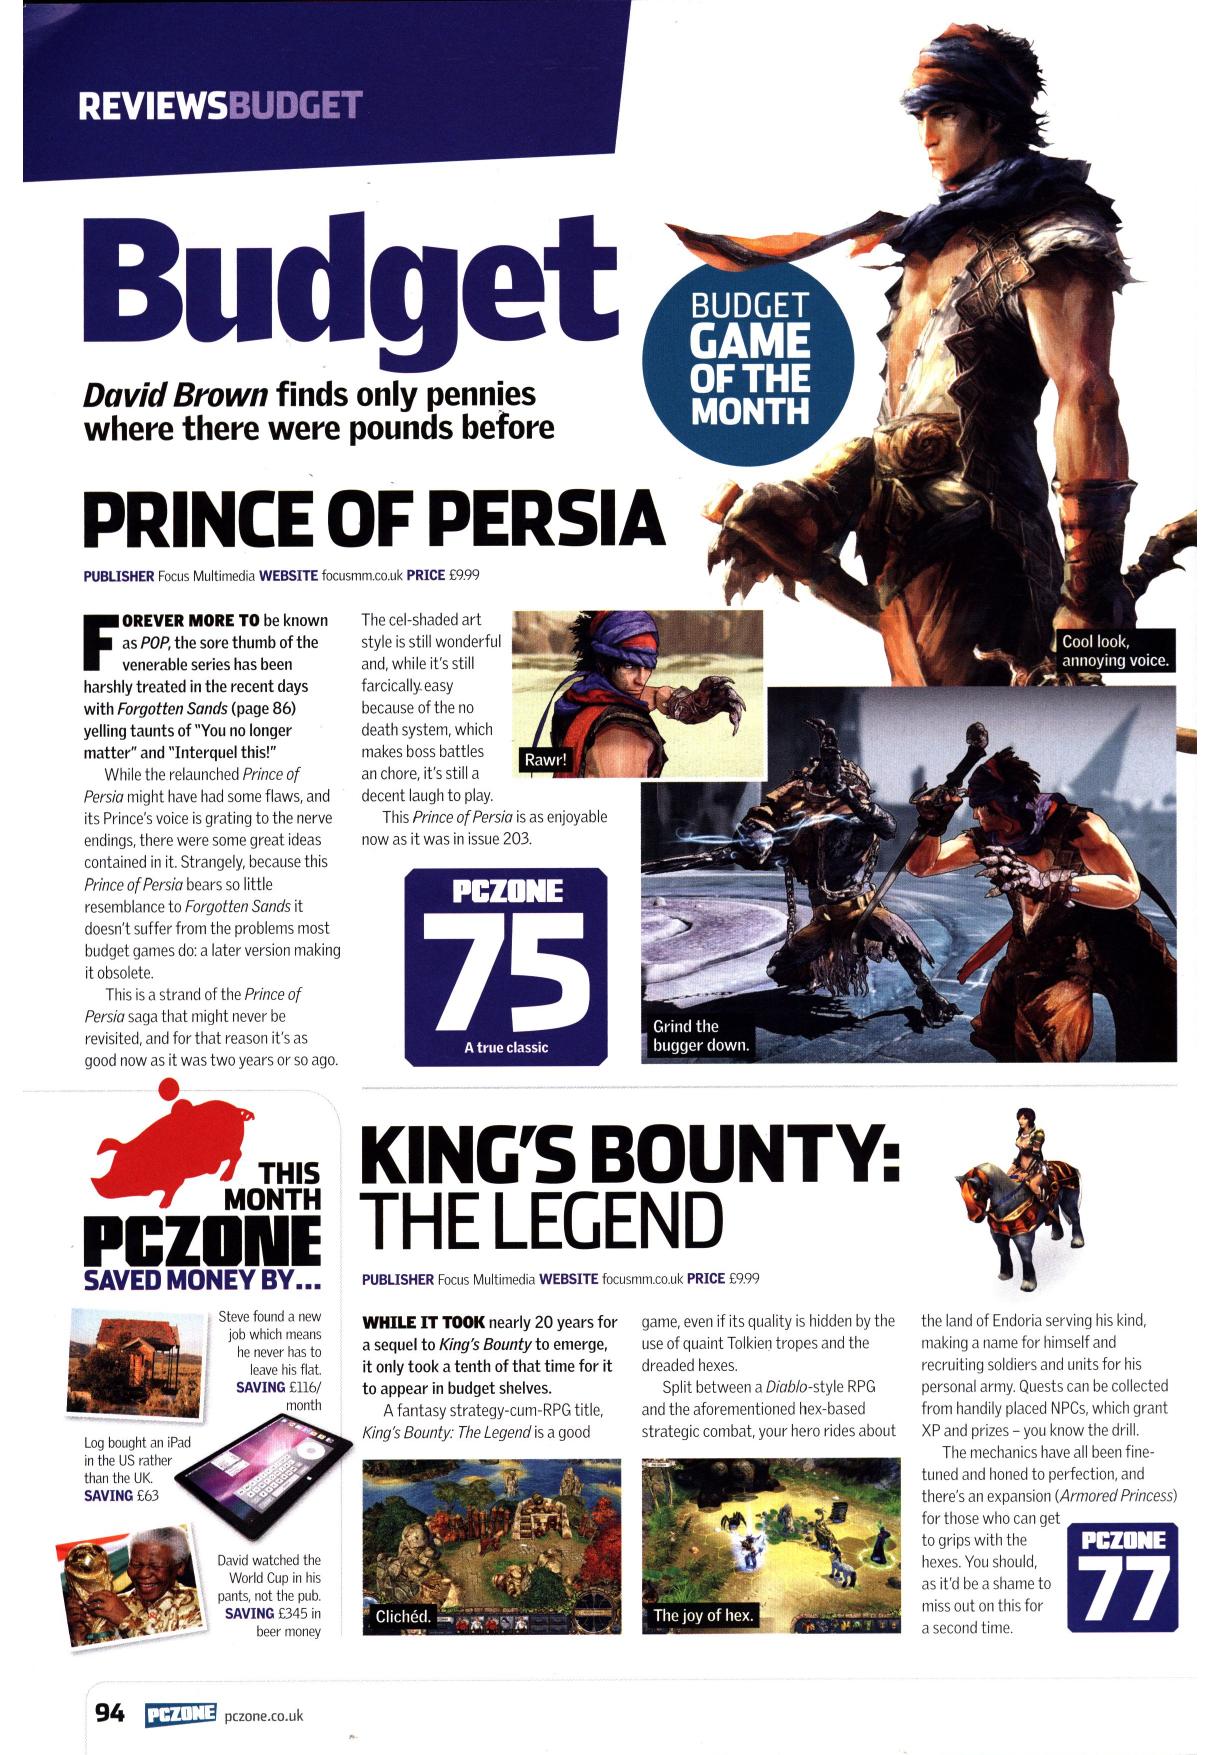 REVIEWSBUDGET
Budget
David Brown finds only pennies
where there were pounds before
BUDGET
GAME
OF THE
MONTH
PRINCE OF PERSIA
PUBLISHER Focus Multimedia WEBSITE focusmm.co.uk PRICE £9.99
FOREVER MORE TO be known
as POP, the sore thumb of the
venerable series has been
harshly treated in the recent days
with Forgotten Sands (page 86)
yelling taunts of "You no longer
matter" and "Interquel this!"
While the relaunched Prince of
Persia might have had some flaws, and
its Prince's voice is grating to the nerve
endings, there were some great ideas
contained in it. Strangely, because this
Prince of Persia bears so little
resemblance to Forgotten Sands it
doesn't suffer from the problems most
budget games do: a later version making
it obsolete.
This is a strand of the Prince of
Persia saga that might never be
revisited, and for that reason it's as
good now as it was two years or so ago.
The cel-shaded art
style is still wonderful
and, while it's still
farcically easy
because of the no
death system, which
makes boss battles
an chore, it's still a
decent laugh to play.
This Prince of Persia is as enjoyable
now as it was in issue 203.
PCZONE
75
A true classic
Rawr!
Cool look,
annoying voice.
Grind the
bugger down.
THIS
MONTH
PCZONE
SAVED MONEY BY...
Steve found a new
job which means
he never has to
leave his flat.
SAVING £116/
month
Log bought an iPad
in the US rather
than the UK.
SAVING £63
David watched the
World Cup in his
pants, not the pub.
SAVING £345 in
beer money
KING'S BOUNTY:
THE LEGEND
PUBLISHER Focus Multimedia WEBSITE focusmm.co.uk PRICE £9.99
WHILE IT TOOK nearly 20 years for
a sequel to King's Bounty to emerge,
it only took a tenth of that time for it
to appear in budget shelves.
A fantasy strategy-cum-RPG title,
King's Bounty: The Legend is a good
game, even if its quality is hidden by the
use of quaint Tolkien tropes and the
dreaded hexes.
Split between a Diablo-style RPG
and the aforementioned hex-based
strategic combat, your hero rides about
the land of Endoria serving his kind,
making a name for himself and
recruiting soldiers and units for his
personal army. Quests can be collected
from handily placed NPCs, which grant
XP and prizes – you know the drill.
The mechanics have all been fine-
tuned and honed to perfection, and
there's an expansion (Armored Princess)
for those who can get
to grips with the
hexes. You should,
as it'd be a shame to
miss out on this for
a second time.
Clichéd.
The joy of hex.
PCZONE
77
94 PCZONE pczone.co.uk